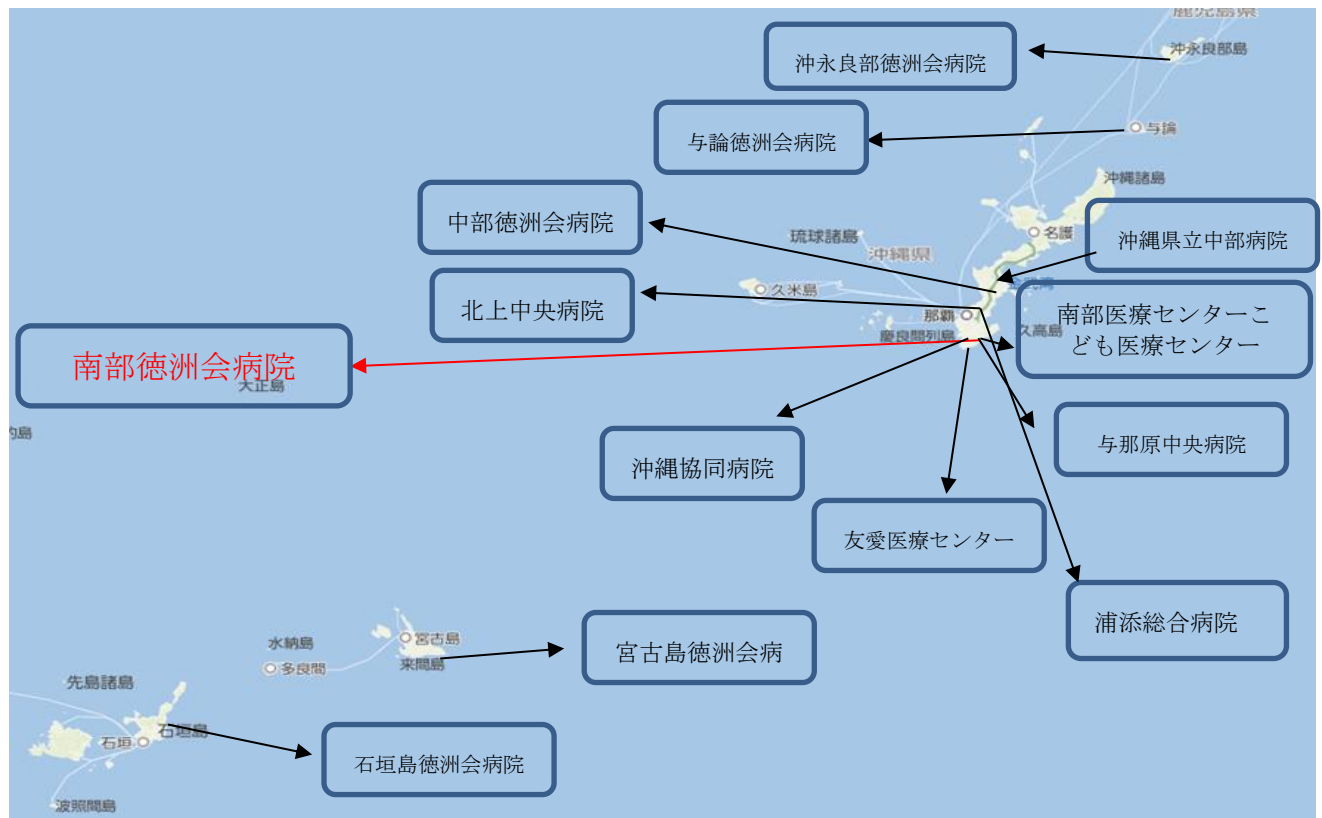 鹿児島県
沖永良部徳洲会病院
沖永良部島
与論徳洲会病院
与論
沖縄諸島
中部徳洲会病院
琉球諸島
沖縄県
名護
沖縄県立中部病院
北上中央病院
久米島
那覇
慶良間列島
久高島
南部医療センターこ
ども医療センター
南部徳洲会病院
大正島
与那原中央病院
沖縄協同病院
友愛医療センター
浦添総合病院
宮古島徳洲会病
水納島
宮古島
多良間
来間島
先島諸島
石垣島
石垣
石垣島徳洲会病院
波照間島